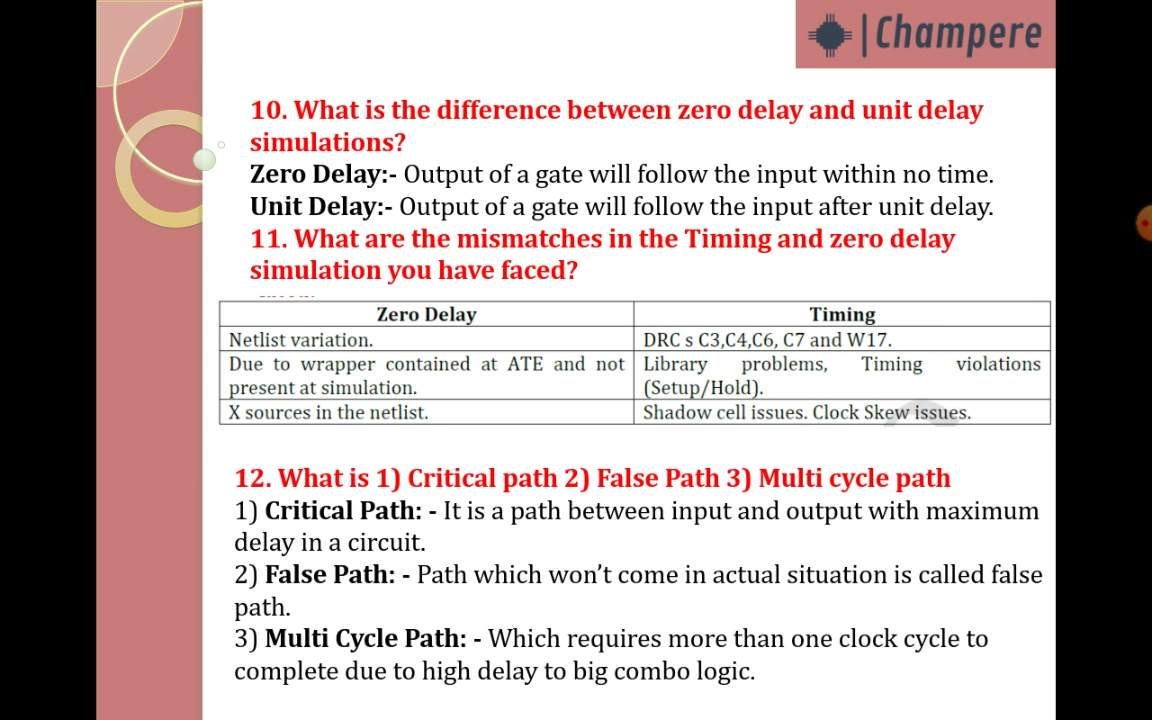 |Champere
10. What is the difference between zero delay and unit delay
simulations?
Zero Delay:- Output of a gate will follow the input within no time.
Unit Delay:- Output of a gate will follow the input after unit delay.
11. What are the mismatches in the Timing and zero delay
simulation you have faced?
Zero Delay Timing
Netlist variation. DRC s C3,C4,C6, C7 and W17.
Due to wrapper contained at ATE and not Library problems, Timing violations
present at simulation. (Setup/Hold).
X sources in the netlist. Shadow cell issues. Clock Skew issues.
12. What is 1) Critical path 2) False Path 3) Multi cycle path
1) Critical Path: - It is a path between input and output with maximum
delay in a circuit.
2) False Path: - Path which won’t come in actual situation is called false
path.
3) Multi Cycle Path: - Which requires more than one clock cycle to
complete due to high delay to big combo logic.